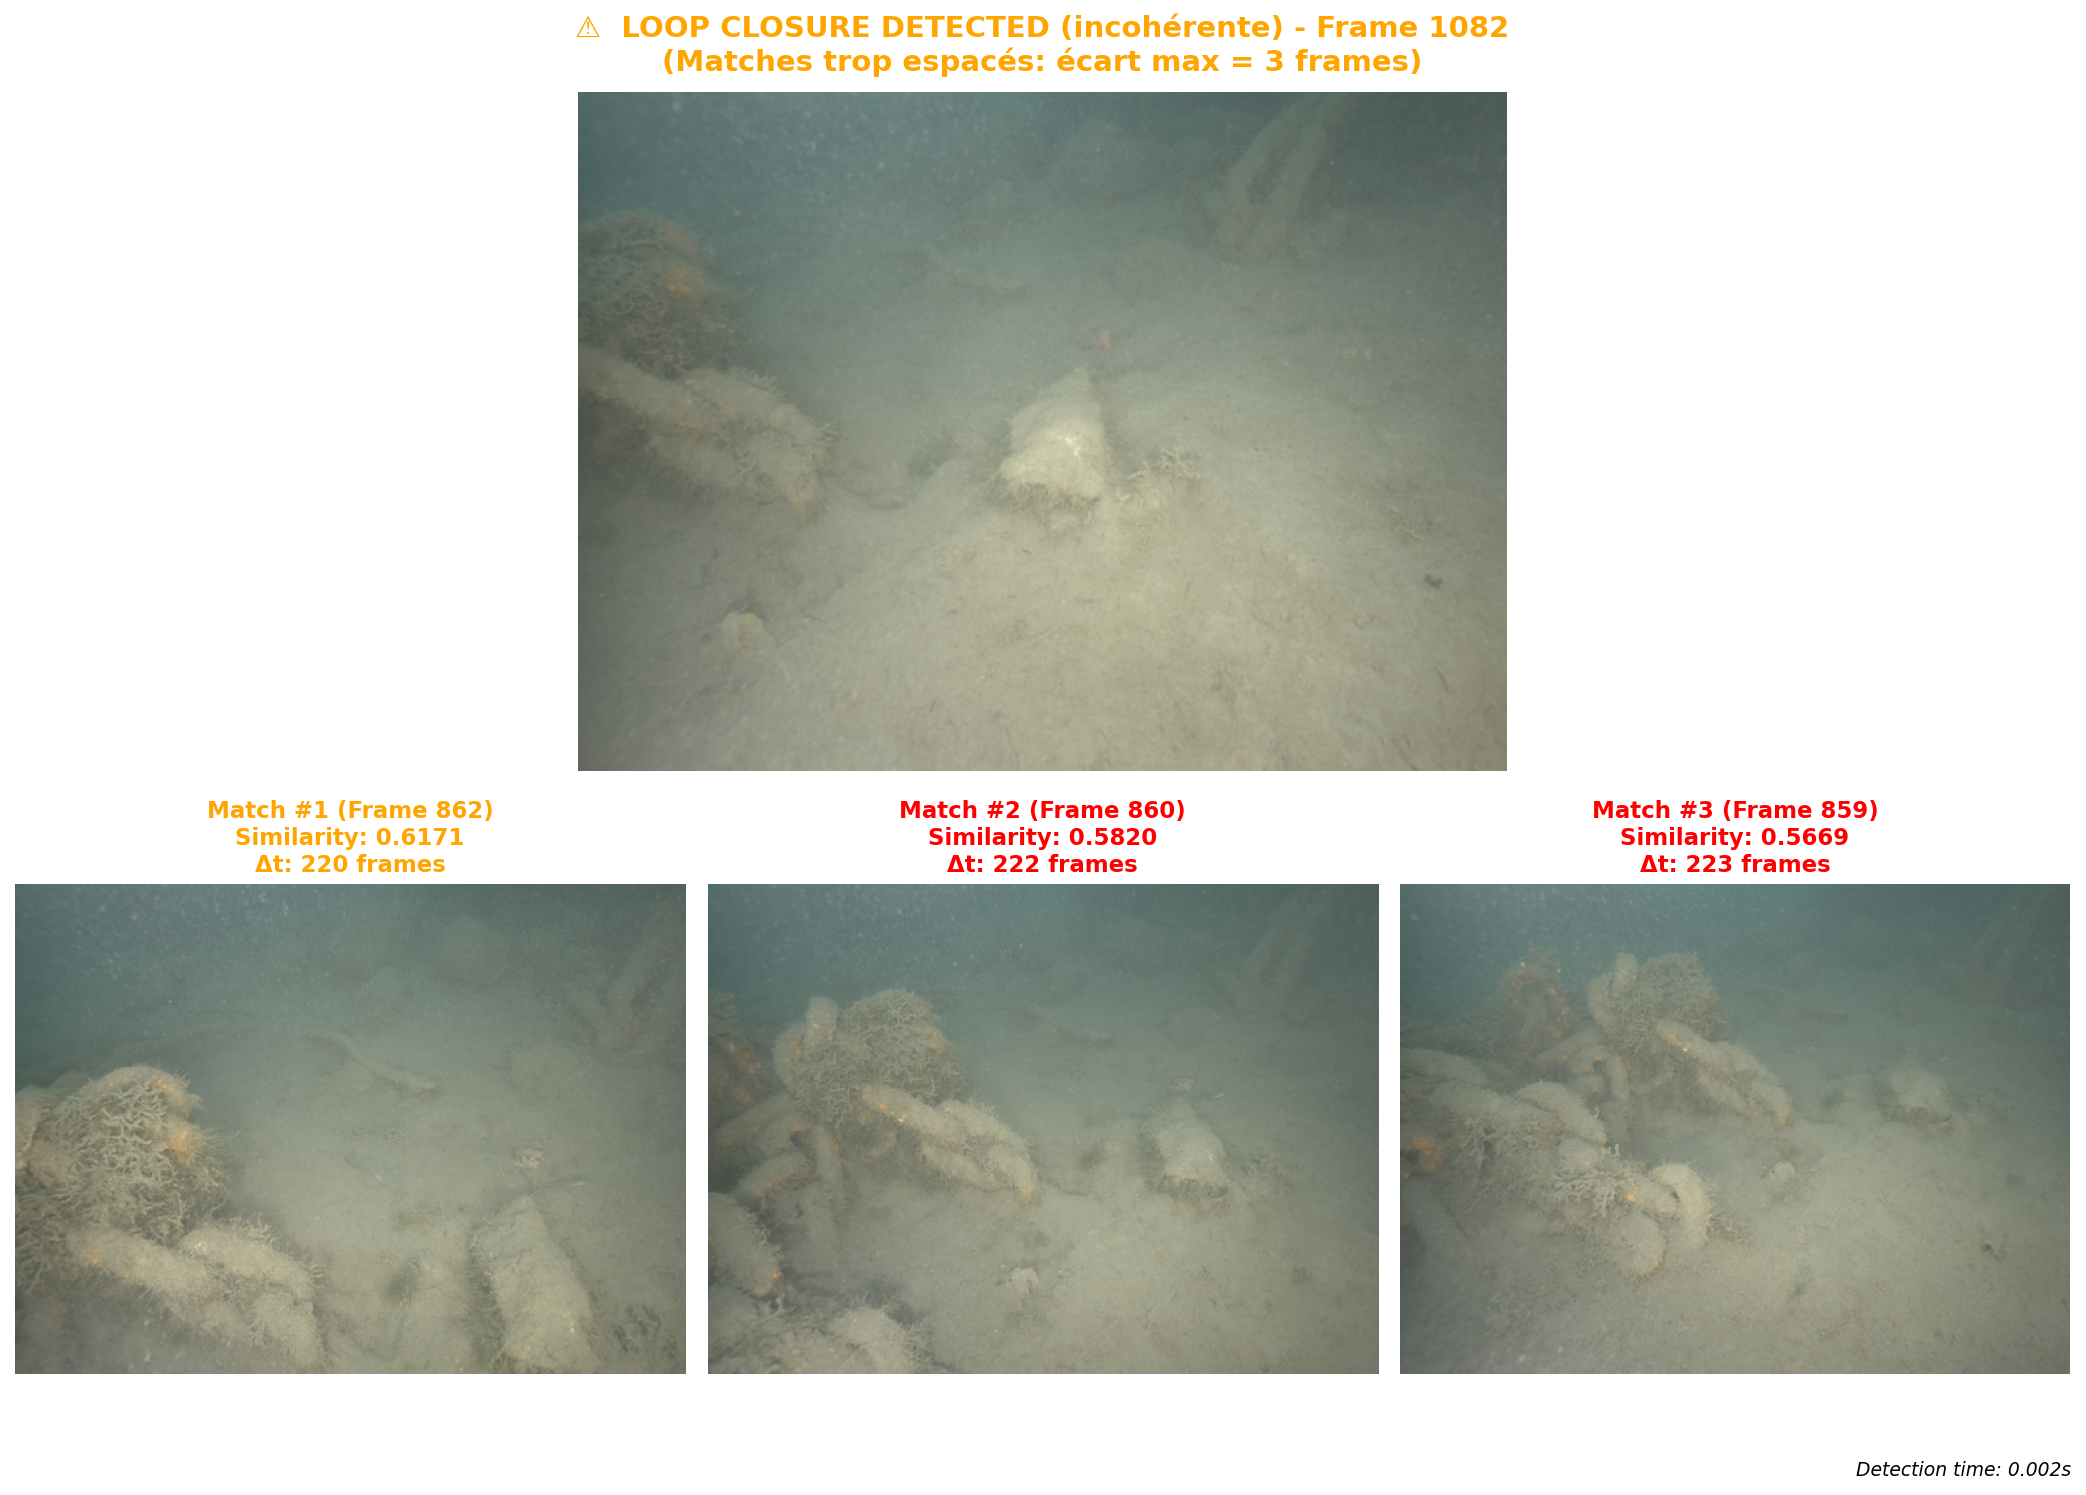 ⚠ LOOP CLOSURE DETECTED (incohérente) - Frame 1082
(Matches trop espacés: écart max = 3 frames)
Match #1 (Frame 862)
Similarity: 0.6171
Δt: 220 frames
Match #2 (Frame 860)
Similarity: 0.5820
Δt: 222 frames
Match #3 (Frame 859)
Similarity: 0.5669
Δt: 223 frames
Detection time: 0.002s